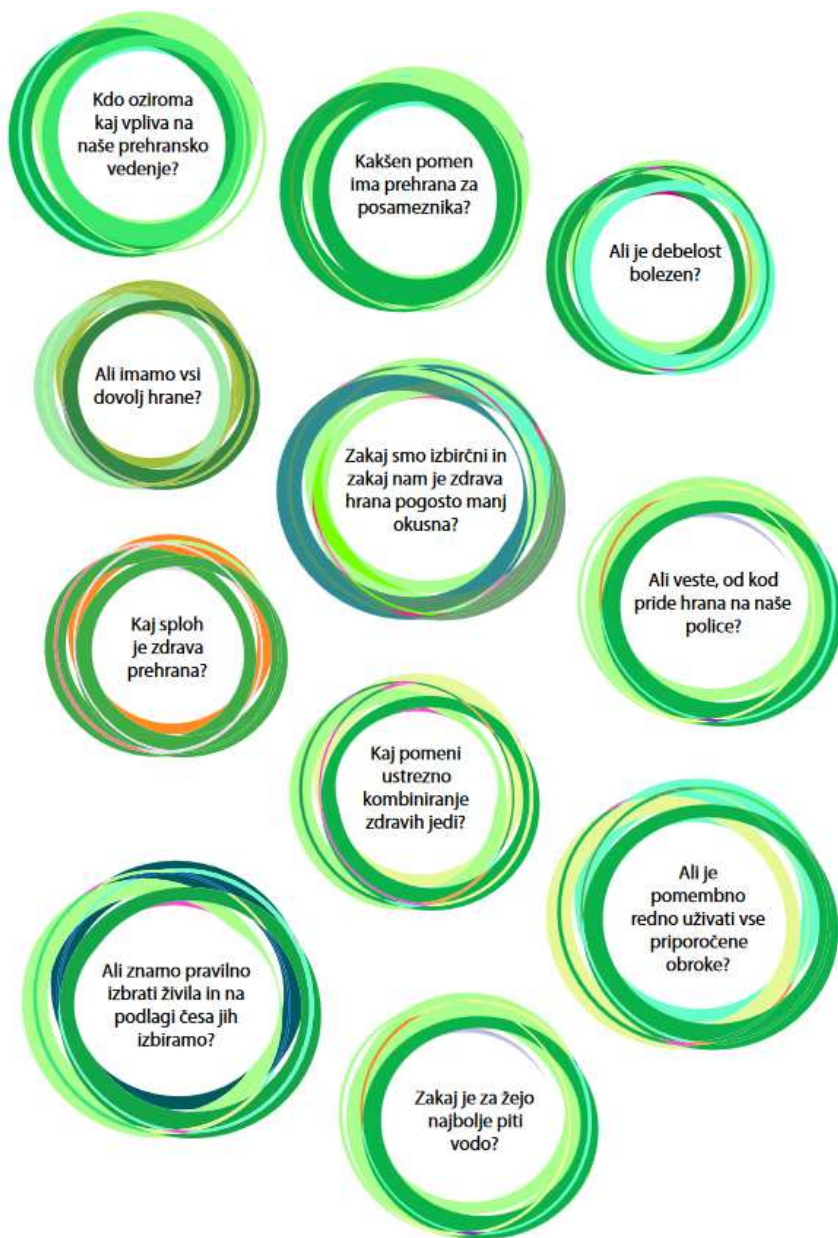 Kdo oziroma
kaj vpliva na
naše prehransko
vedenje?
Kakšen pomen
ima prehrana za
posameznika?
Ali je debelost
bolezen?
Ali imamo vsi
dovolj hrane?
Zakaj smo izbirčni in
zakaj nam je zdrava
hrana pogosto manj
okusna?
Ali veste, od kod
pride hrana na naše
police?
Kaj sploh
je zdrava
prehrana?
Kaj pomeni
ustrezno
kombiniranje
zdravih jedi?
Ali je
pomembno
redno uživati vse
priporočene
obroke?
Ali znamo pravilno
izbrati živila in na
podlagi česa jih
izbiramo?
Zakaj je za žejo
najbolje piti
vodo?